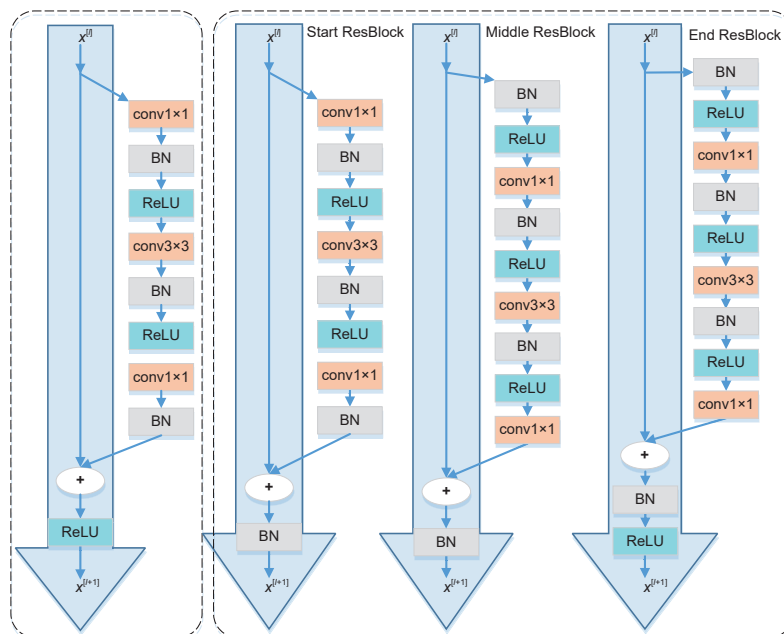 x^[l]
conv1×1
BN
ReLU
conv3×3
BN
ReLU
conv1×1
BN
+
ReLU
x^[l+1]
Start ResBlock
x^[l]
conv1×1
BN
ReLU
conv3×3
BN
ReLU
conv1×1
BN
+
BN
x^[l+1]
Middle ResBlock
x^[l]
BN
ReLU
conv1×1
BN
ReLU
conv3×3
BN
ReLU
conv1×1
+
BN
x^[l+1]
End ResBlock
x^[l]
BN
ReLU
conv1×1
BN
ReLU
conv3×3
BN
ReLU
conv1×1
+
BN
ReLU
x^[l+1]